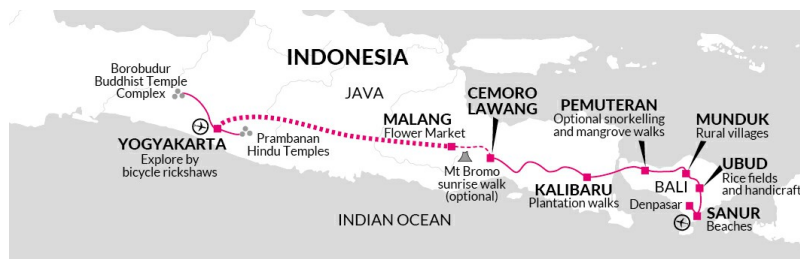 INDONESIA
JAVA
Borobudur
Buddhist Temple
Complex
YOGYAKARTA
Explore by
bicycle rickshaws
Prambanan
Hindu Temples
MALANG
Flower Market
CEMORO
LAWANG
Mt Bromo
sunrise walk
(optional)
KALIBARU
Plantation walks
PEMUTERAN
Optional snorkelling
and mangrove walks
MUNDUK
Rural villages
UBUD
Rice fields
and handicraft
BALI
Denpasar
SANUR
Beaches
INDIAN OCEAN